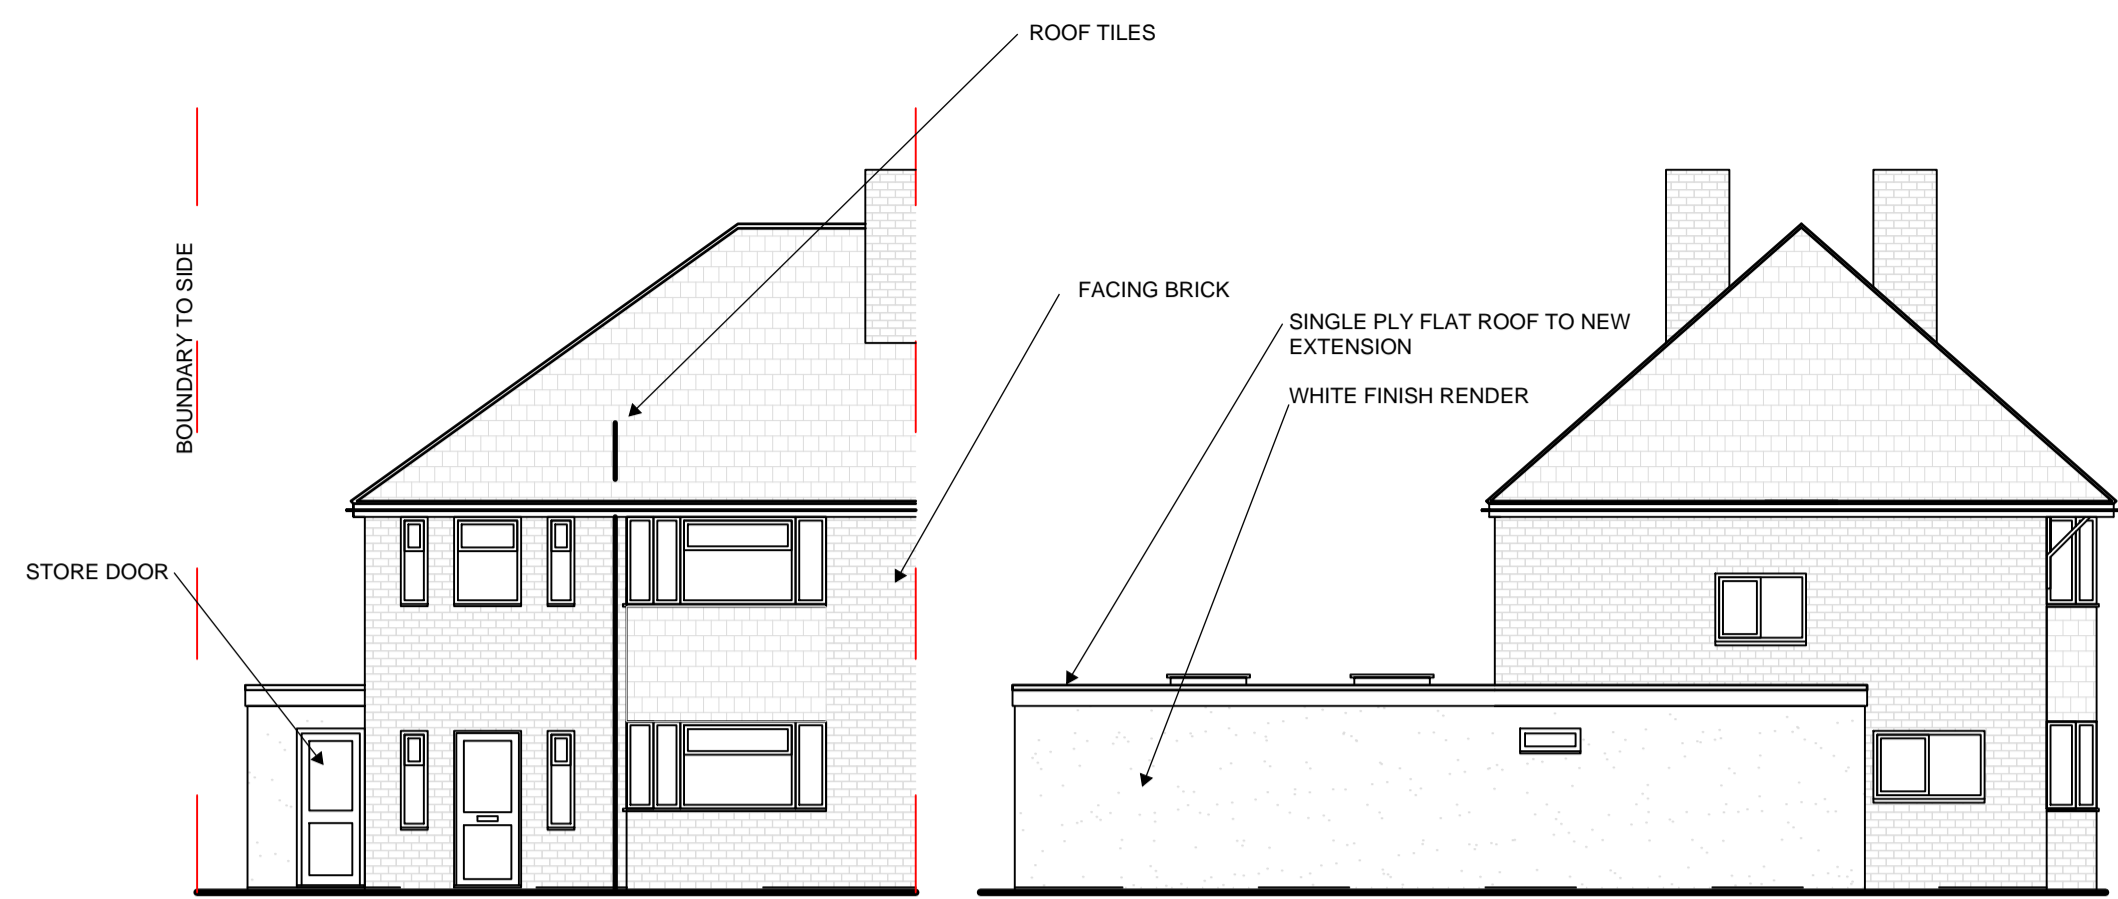 ROOF TILES
BOUNDARY TO SIDE
FACING BRICK
SINGLE PLY FLAT ROOF TO NEW
EXTENSION
WHITE FINISH RENDER
STORE DOOR